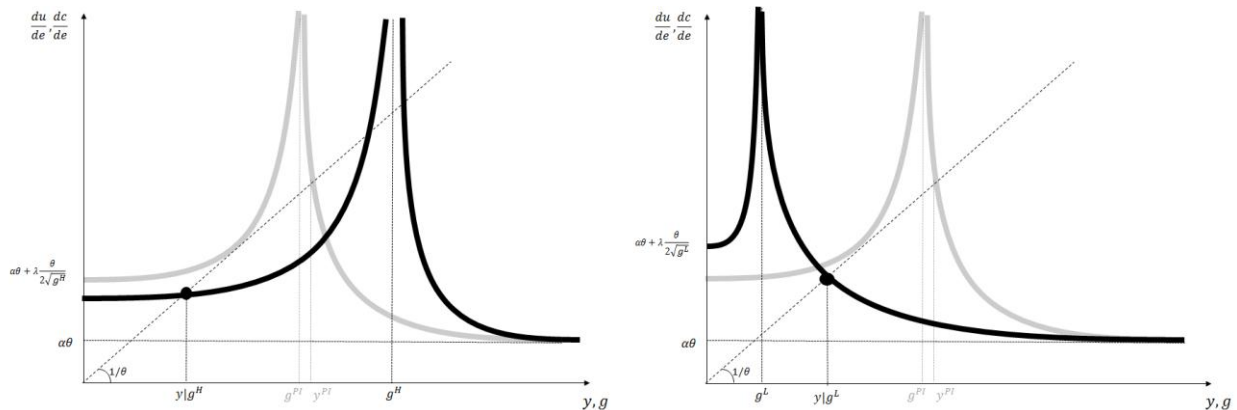 du/de, dc/de
αθ + λ θ/2√g^H
αθ
1/θ
y|g^H
g^PI
y^PI
g^H
y, g
du/de, dc/de
αθ + λ θ/2√g^L
αθ
1/θ
g^L
y|g^L
g^PI
y^PI
y, g